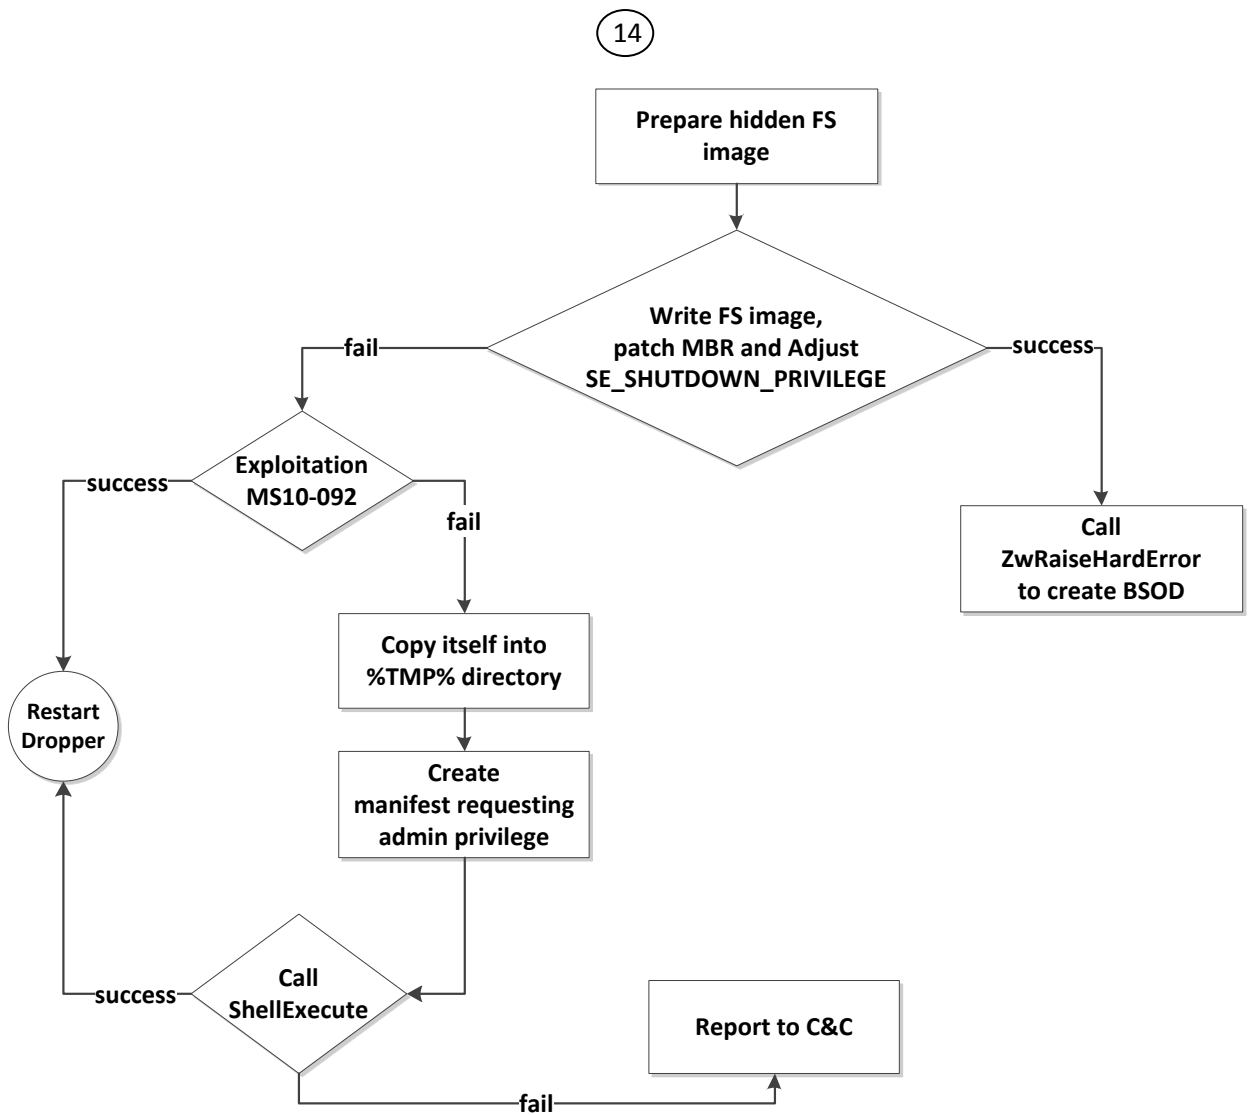 14
Prepare hidden FS
image
Write FS image,
patch MBR and Adjust
SE_SHUTDOWN_PRIVILEGE
fail
success
Exploitation
MS10-092
success
fail
Call
ZwRaiseHardError
to create BSOD
Copy itself into
%TMP% directory
Restart
Dropper
Create
manifest requesting
admin privilege
Call
ShellExecute
success
Report to C&C
fail